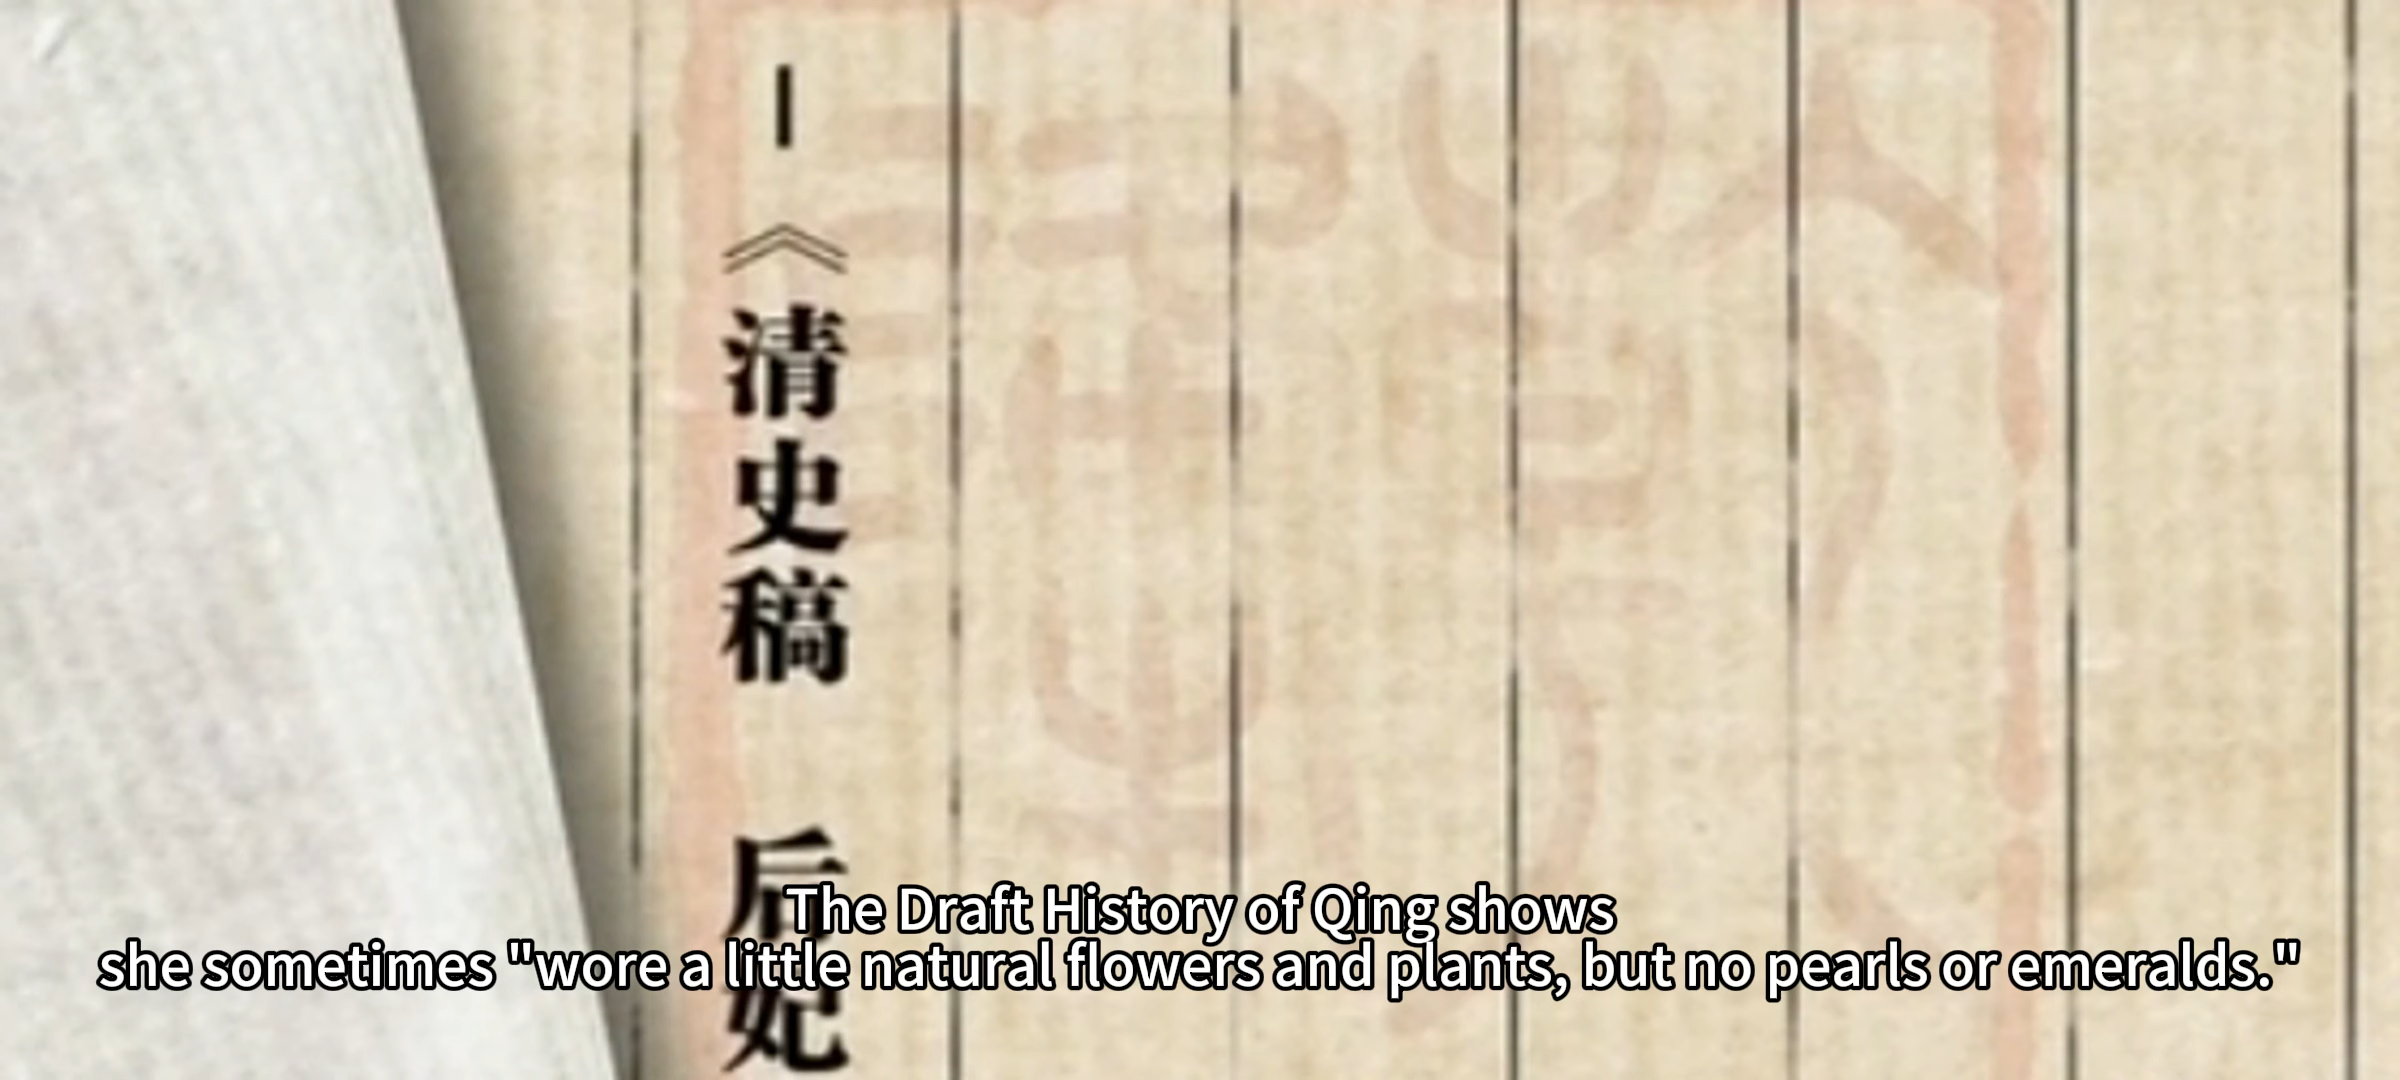 —《清史稿 后妃
The Draft History of Qing shows
she sometimes "wore a little natural flowers and plants, but no pearls or emeralds."